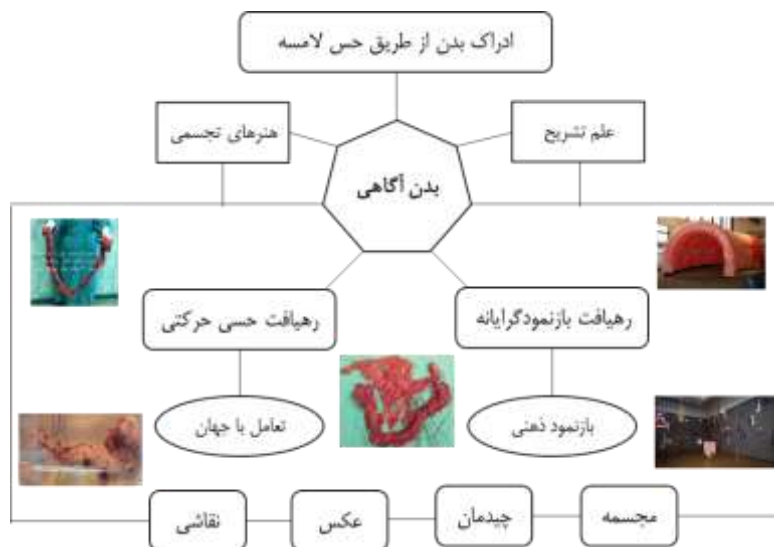 ادراک بدن از طریق حس لامسه
علم تشریح
هنرهای تجسمی
بدن آگاهی
رهیافت بازنمودگرایانه
رهیافت حسی حرکتی
بازنمود ذهنی
تعامل با جهان
مجسمه
چیدمان
عکس
نقاشی